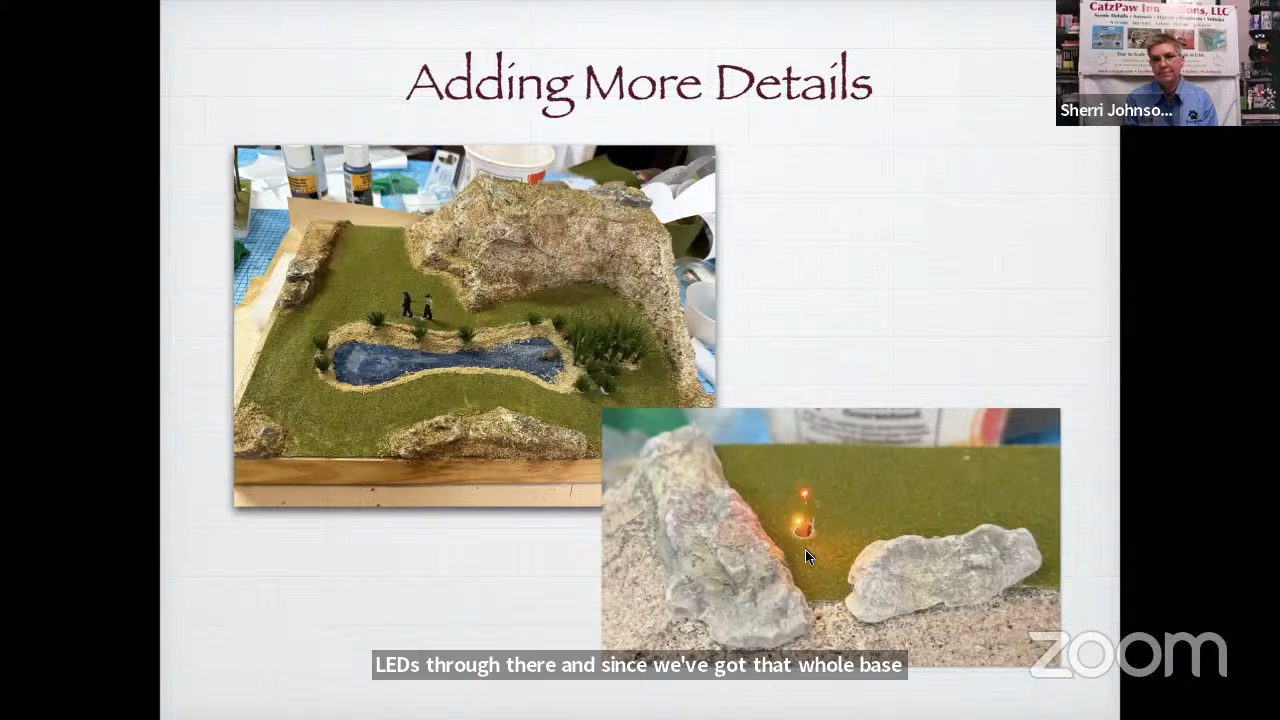 CatzPaw Innovations, LLC
Adding More Details
Sherri Johnso...
LEDs through there and since we've got that whole base
zoom